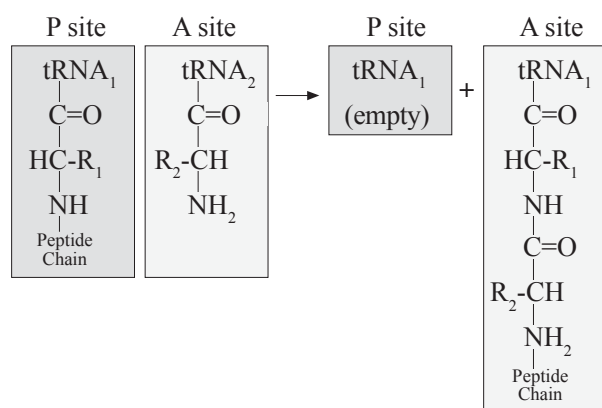 P site
A site
P site
A site
tRNA₁
C=O
HC-R₁
NH
Peptide
Chain
tRNA₂
C=O
R₂-CH
NH₂
tRNA₁
(empty)
+
tRNA₁
C=O
HC-R₁
NH
C=O
R₂-CH
NH₂
Peptide
Chain